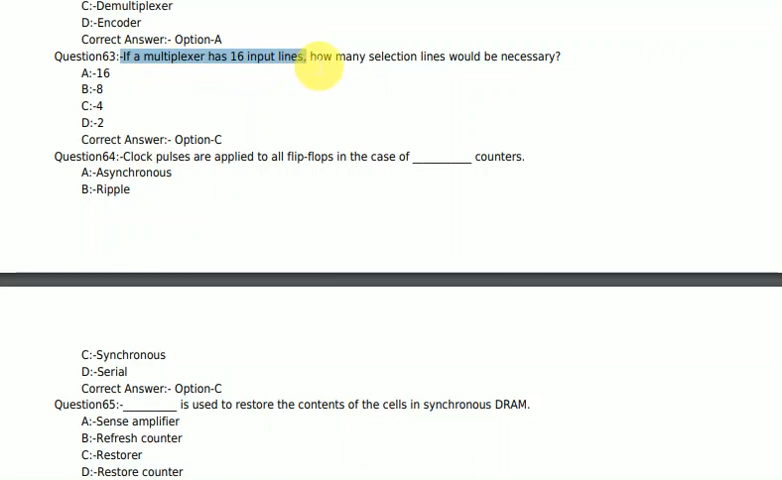 C:-Demultiplexer
D:-Encoder
Correct Answer:- Option-A
Question63:-If a multiplexer has 16 input lines, how many selection lines would be necessary?
A:-16
B:-8
C:-4
D:-2
Correct Answer:- Option-C
Question64:-Clock pulses are applied to all flip-flops in the case of __________ counters.
A:-Asynchronous
B:-Ripple
C:-Synchronous
D:-Serial
Correct Answer:- Option-C
Question65:-_________ is used to restore the contents of the cells in synchronous DRAM.
A:-Sense amplifier
B:-Refresh counter
C:-Restorer
D:-Restore counter